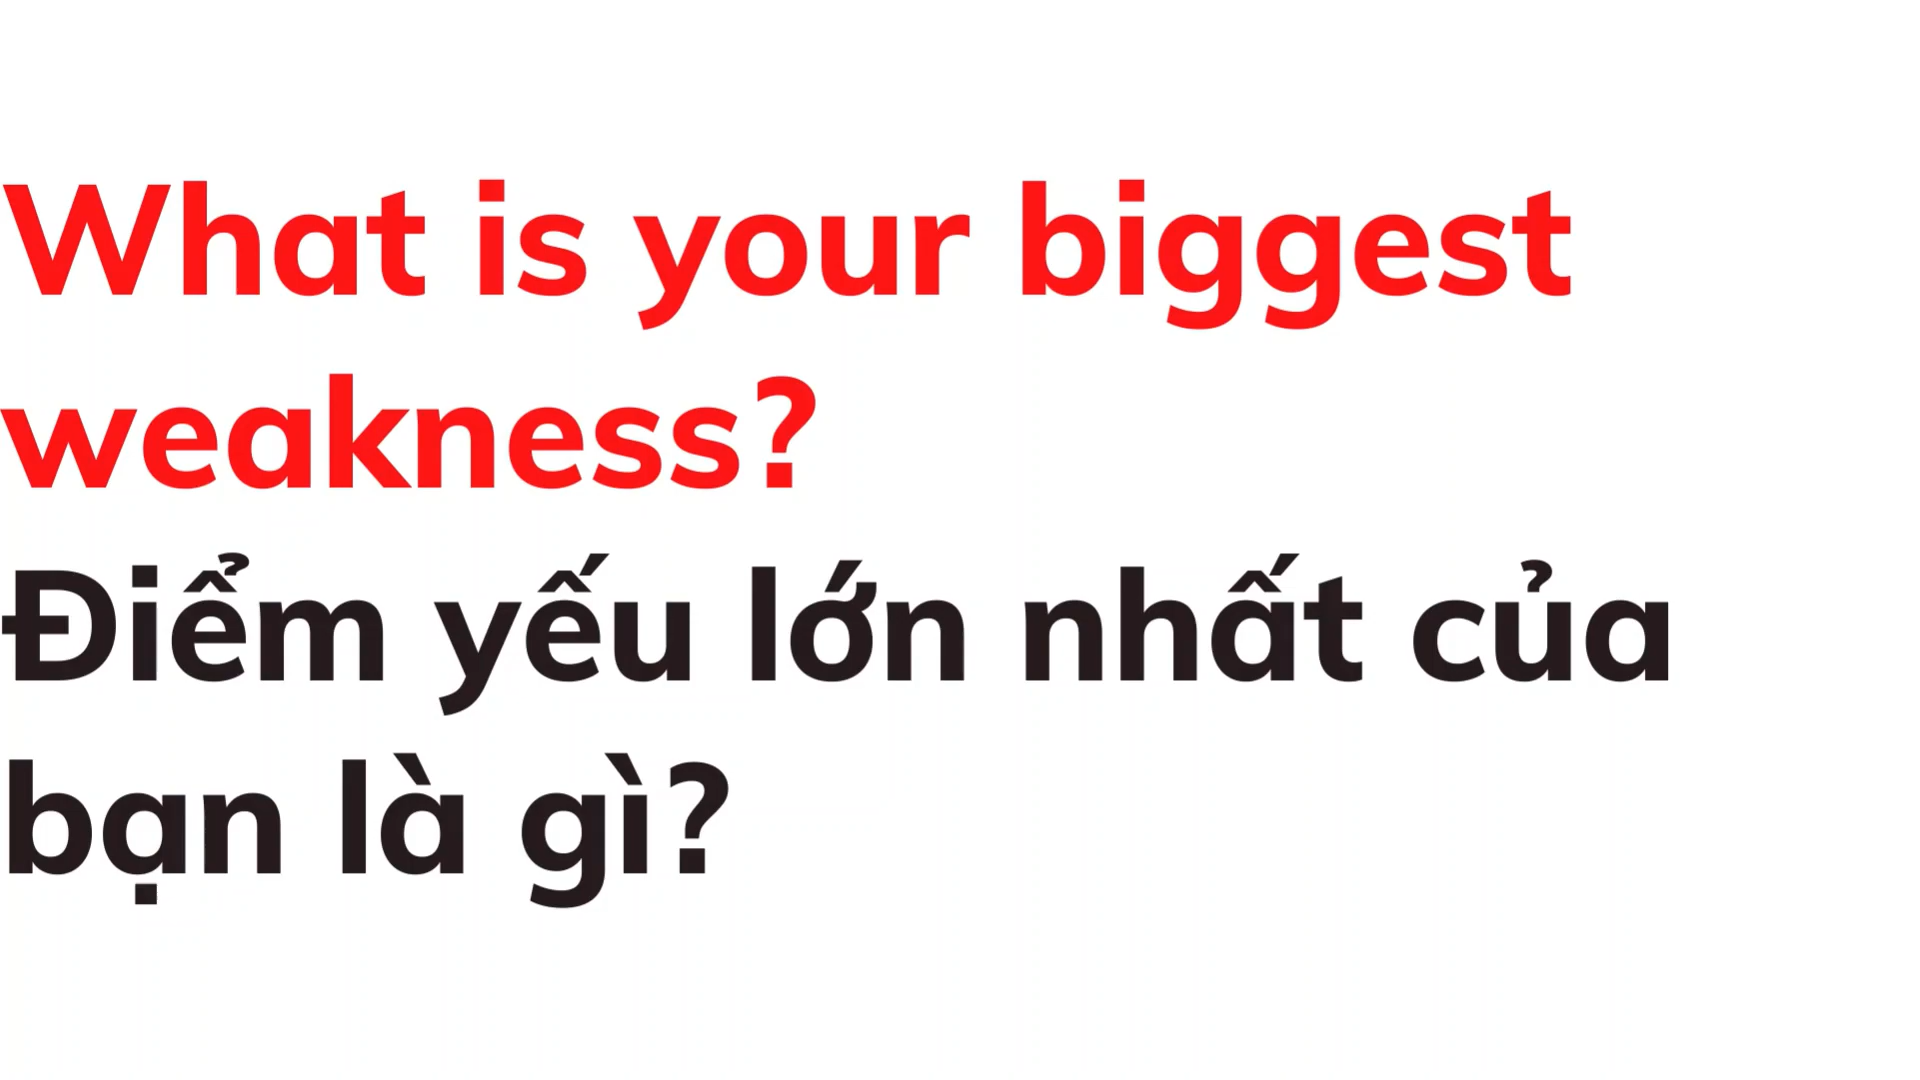 What is your biggest
weakness?
Điểm yếu lớn nhất của
bạn là gì?